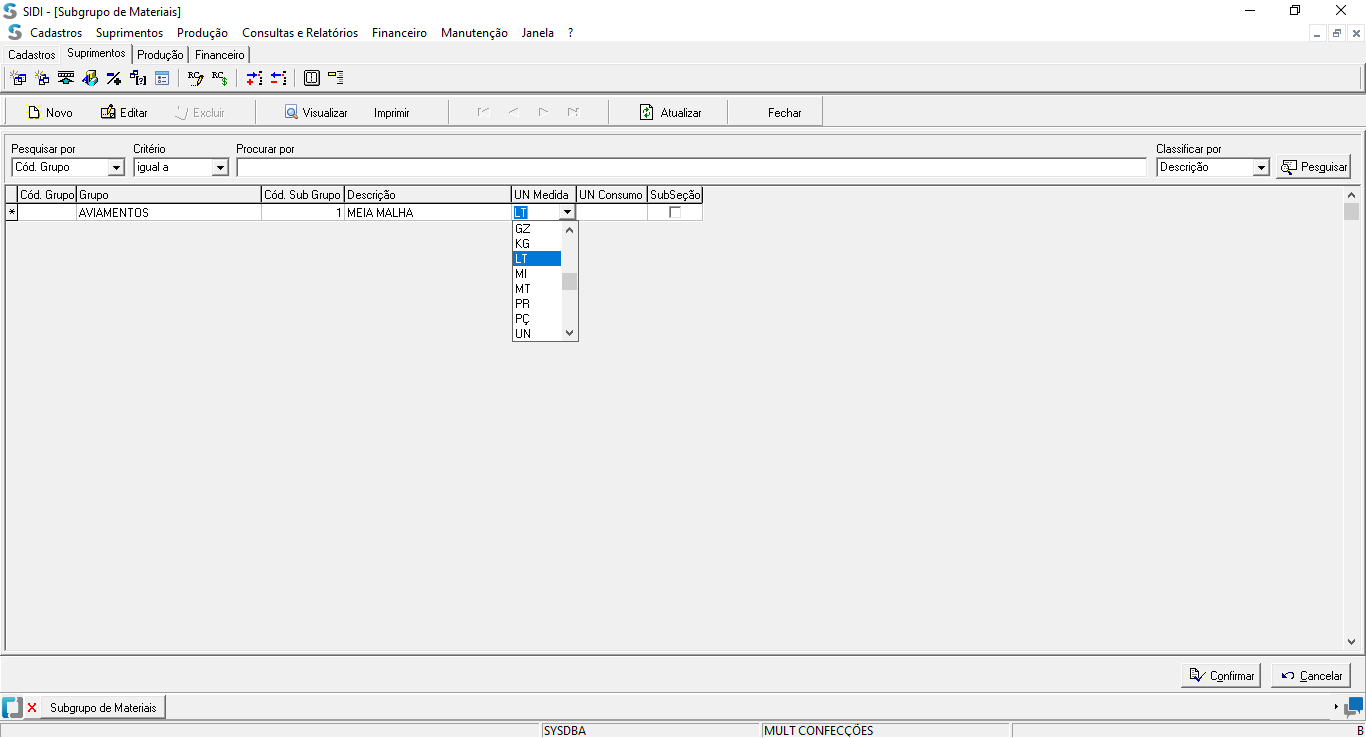 SIDI - [Subgrupo de Materiais]
Cadastros Suprimentos Produção Consultas e Relatórios Financeiro Manutenção Janela ?
Cadastros Suprimentos Produção Financeiro
Novo Editar Excluir Visualizar Imprimir Atualizar Fechar
Pesquisar por Critério Procurar por Classificar por
Cód. Grupo igual a Descrição Pesquisar
Cód. Grupo Grupo Cód. Sub Grupo Descrição UN Medida UN Consumo SubSeção
* AVIAMENTOS 1 MEIA MALHA LT
GZ
KG
LT
MI
MT
PR
PÇ
UN
Confirmar Cancelar
Subgrupo de Materiais
SYSDBA MULT CONFECÇÕES B